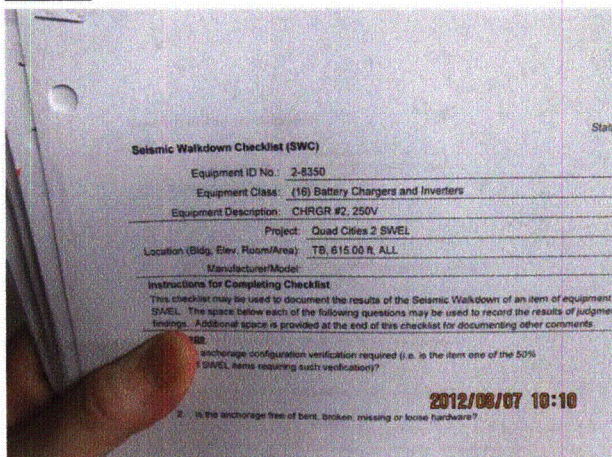 Stat
Seismic Walkdown Checklist (SWC)
Equipment ID No.: 2-8350
Equipment Class: (16) Battery Chargers and Inverters
Equipment Description: CHRGR #2, 250V
Project: Quad Cities 2 SWEL
Location (Bldg, Elev, Room/Area): TB, 615.00 ft, ALL
Manufacturer/Model:
Instructions for Completing Checklist
This checklist may be used to document the results of the Seismic Walkdown of an item of equipmen
SWEL. The space below each of the following questions may be used to record the results of judgme
findings. Additional space is provided at the end of this checklist for documenting other comments.
anchorage configuration verification required (i.e. is the item one of the 50%
SWEL items requiring such verification)?
2012/08/07 10:10
2. Is the anchorage free of bent, broken, missing or loose hardware?